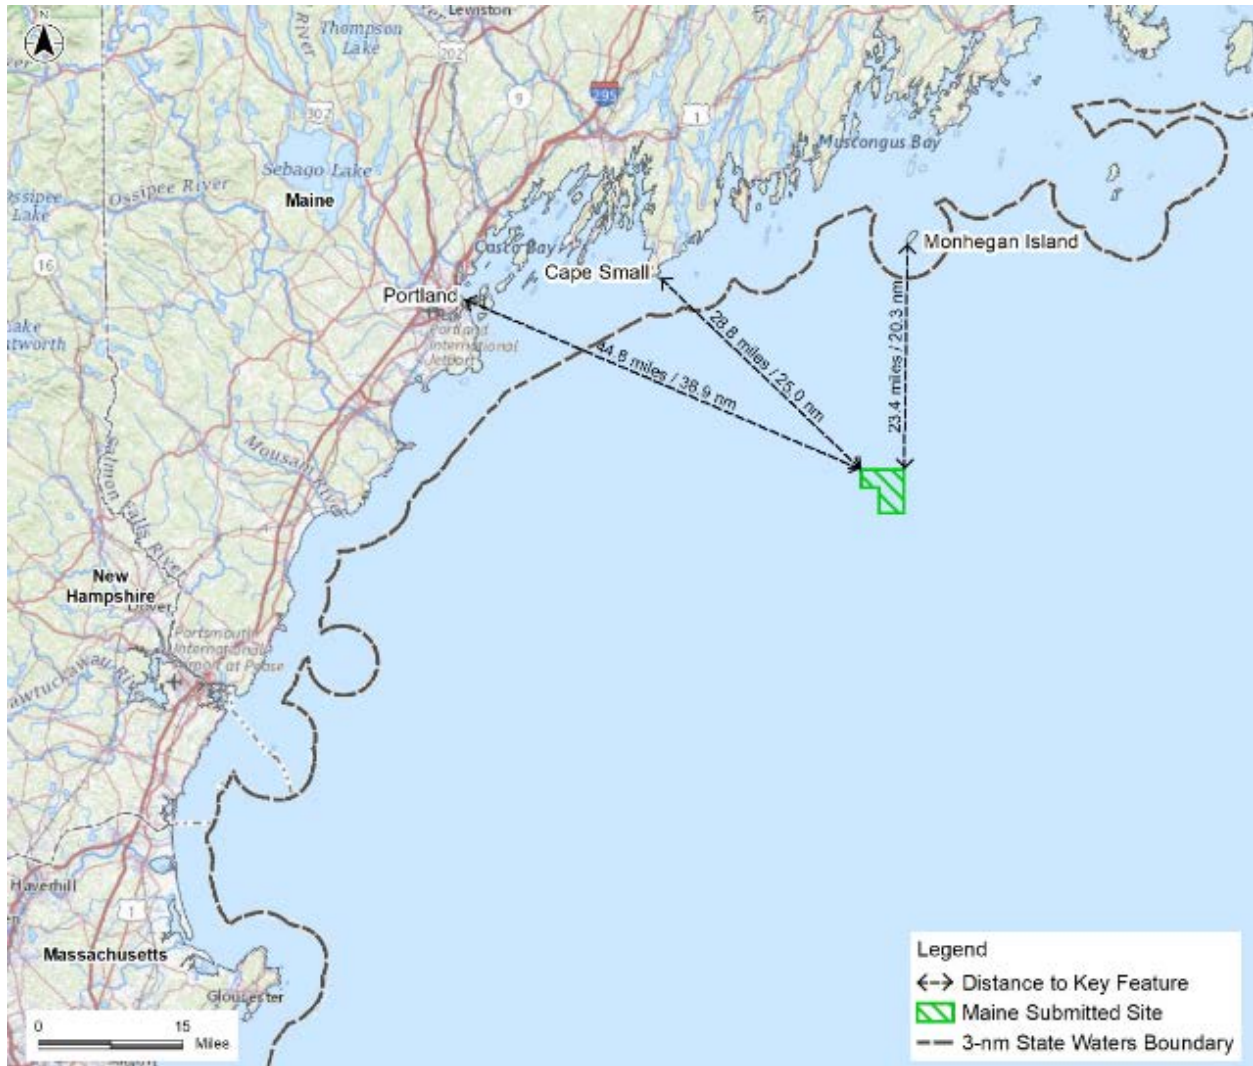 N
Lewiston
Thompson
Lake
River
202
9
295
1
302
Muscongus Bay
Sebago Lake
Ossipee River
Ossipee
Lake
Maine
Monhegan Island
Casco Bay
Cape Small
16
Portland
Portland
International
Jetport
28.8 miles / 25.0 nm
23.4 miles / 20.3 nm
44.8 miles / 38.9 nm
Lake
Mousam River
Salmon Falls River
New
Hampshire
Dover
Portsmouth
International
Airport at Pease
River
Haverhill
1
Massachusetts
Gloucester
Legend
Distance to Key Feature
Maine Submitted Site
3-nm State Waters Boundary
0 15
Miles